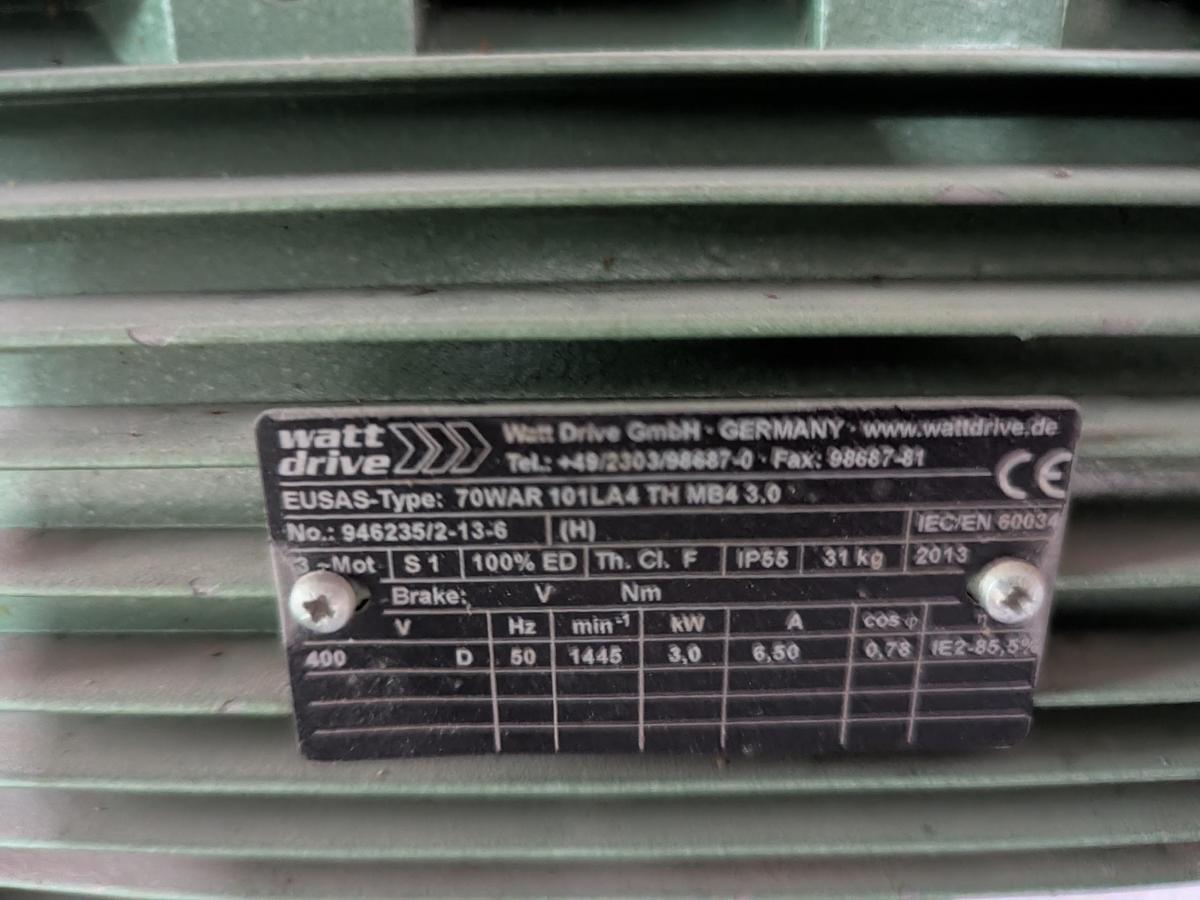 watt drive
Watt Drive GmbH · GERMANY · www.wattdrive.de
Tel.: +49/2303/98687-0 · Fax: 98687-81
CE
EUSAS-Type: 70WAR 101LA4 TH MB4 3,0
No.: 946235/2-13-6 (H) IEC/EN 60034
3 ~Mot S 1 100% ED Th. Cl. F IP55 31 kg 2013
Brake: V Nm
V Hz min⁻¹ kW A cos φ η
400 D 50 1445 3,0 6,50 0,78 IE2-85,5%